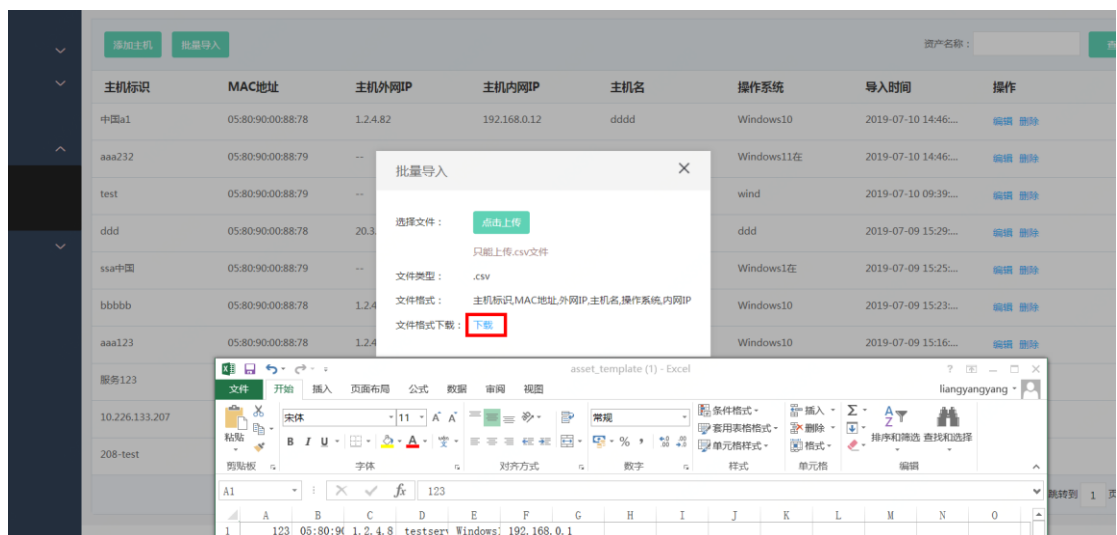 添加主机 批量导入 资产名称：
主机标识 MAC地址 主机外网IP 主机内网IP 主机名 操作系统 导入时间 操作
中国a1 05:80:90:00:88:78 1.2.4.82 192.168.0.12 dddd Windows10 2019-07-10 14:46:... 编辑 删除
aaa232 05:80:90:00:88:79 -- Windows11在 2019-07-10 14:46:... 编辑 删除
批量导入
test 05:80:90:00:88:79 -- wind 2019-07-10 09:39:... 编辑 删除
选择文件： 点击上传
ddd 05:80:90:00:88:78 20.3. ddd 2019-07-09 15:29:... 编辑 删除
只能上传.csv文件
ssa中国 05:80:90:00:88:79 -- Windows1在 2019-07-09 15:25:... 编辑 删除
文件类型： .csv
文件格式： 主机标识,MAC地址,外网IP,主机名,操作系统,内网IP
bbbbb 05:80:90:00:88:78 1.2.4 Windows10 2019-07-09 15:23:... 编辑 删除
文件格式下载： 下载
aaa123 05:80:90:00:88:78 1.2.4 Windows10 2019-07-09 15:16:... 编辑 删除
服务123
10.226.133.207
208-test
跳转到 1 页
asset_template (1) - Excel
文件 开始 插入 页面布局 公式 数据 审阅 视图 liangyangyang
粘贴 宋体 11 常规 条件格式 插入
B I U A % 套用表格格式 删除 排序和筛选 查找和选择
单元格样式 格式
剪贴板 字体 对齐方式 数字 样式 单元格 编辑
A1 fx 123
A B C D E F G H I J K L M N O
1 123 05:80:90 1.2.4.8 testserv Windows 192.168.0.1